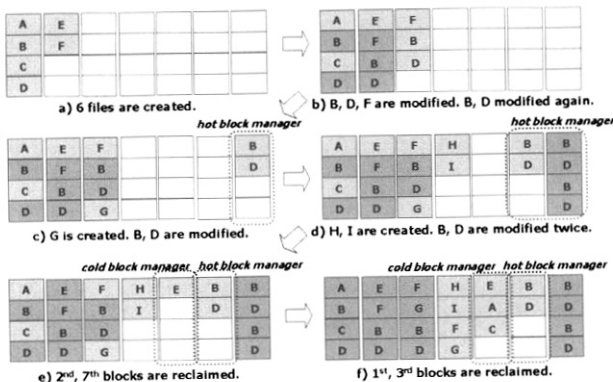 A E
B F
C
D
a) 6 files are created.
A E F
B F B
C B D
D D
b) B, D, F are modified. B, D modified again.
hot block manager
A E F B
B F B D
C B D
D D G
c) G is created. B, D are modified.
hot block manager
A E F H B B
B F B I D D
C B D B
D D G D
d) H, I are created. B, D are modified twice.
cold block manager hot block manager
A E F H E B B
B F B I D D
C B D B
D D G D
e) 2nd, 7th blocks are reclaimed.
cold block manager hot block manager
A E F H E B B
B F G I A D D
C B B F C B
D D D G D
f) 1st, 3rd blocks are reclaimed.